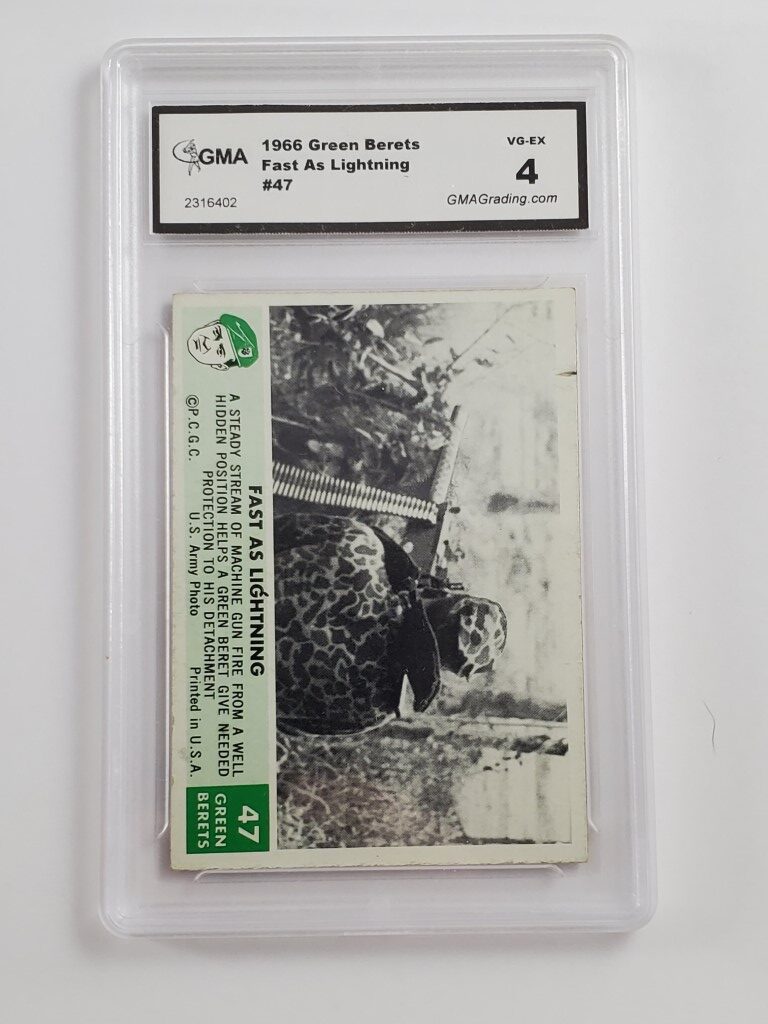 GMA
1966 Green Berets
Fast As Lightning
#47
2316402
VG-EX
4
GMAGrading.com
FAST AS LIGHTNING
A STEADY STREAM OF MACHINE GUN FIRE FROM A WELL
HIDDEN POSITION HELPS A GREEN BERET GIVE NEEDED
PROTECTION TO HIS DETACHMENT
©P.C.G.C. U.S. Army Photo Printed in U.S.A.
47
GREEN
BERETS